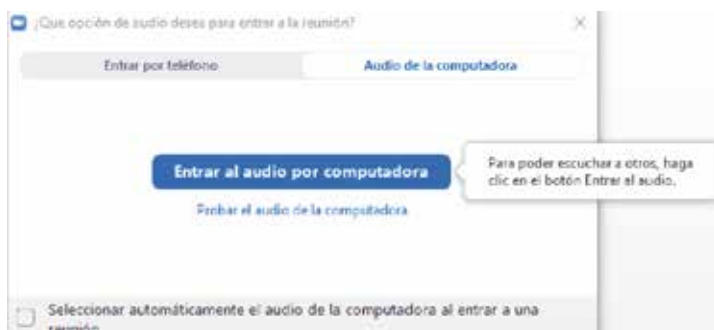 ¿Que opción de audio desea para entrar a la reunión?
Entrar por teléfono
Audio de la computadora
Entrar al audio por computadora
Para poder escuchar a otros, haga
clic en el botón Entrar al audio.
Probar el audio de la computadora
Seleccionar automáticamente el audio de la computadora al entrar a una
reunión